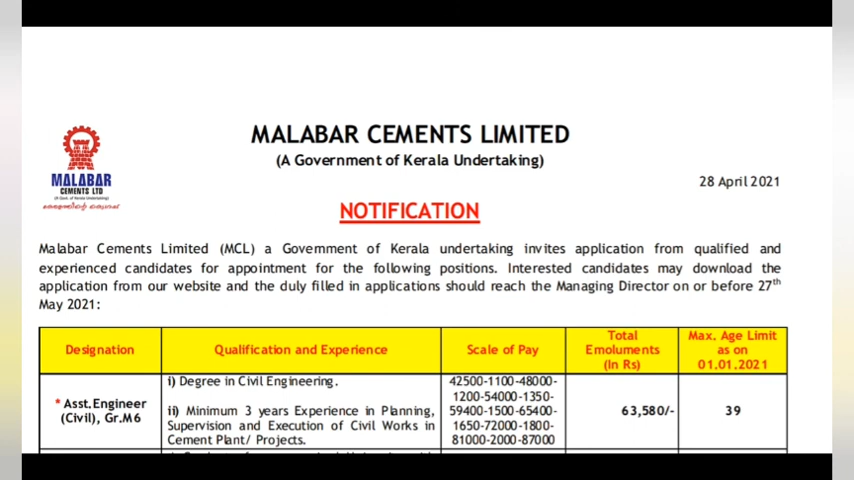 MALABAR CEMENTS LIMITED
(A Government of Kerala Undertaking)
MALABAR
CEMENTS LTD
28 April 2021
NOTIFICATION
Malabar Cements Limited (MCL) a Government of Kerala undertaking invites application from qualified and
experienced candidates for appointment for the following positions. Interested candidates may download the
application from our website and the duly filled in applications should reach the Managing Director on or before 27th
May 2021:
Designation
Qualification and Experience
Scale of Pay
Total
Emoluments
(In Rs)
Max. Age Limit
as on
01.01.2021
* Asst.Engineer
(Civil), Gr.M6
i) Degree in Civil Engineering.
ii) Minimum 3 years Experience in Planning,
Supervision and Execution of Civil Works in
Cement Plant/ Projects.
42500-1100-48000-
1200-54000-1350-
59400-1500-65400-
1650-72000-1800-
81000-2000-87000
63,580/-
39